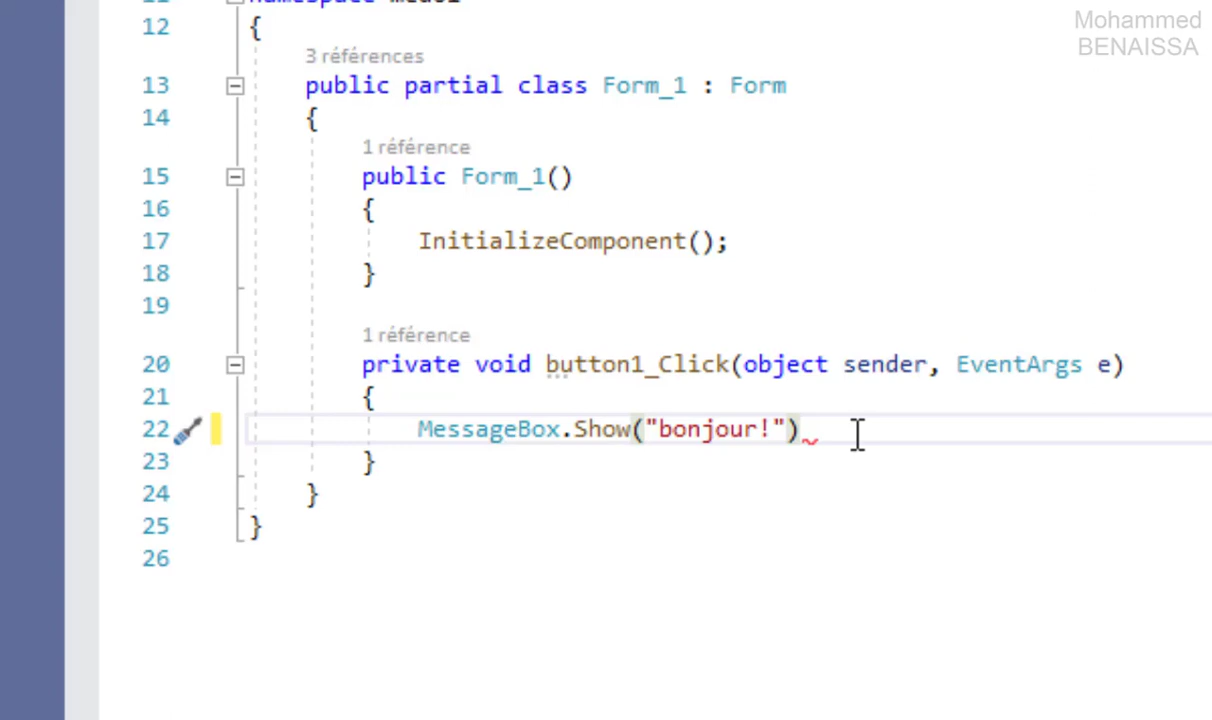 Mohammed
BENAISSA
12 {
3 références
13 public partial class Form_1 : Form
14 {
1 référence
15 public Form_1()
16 {
17 InitializeComponent();
18 }
19
1 référence
20 private void button1_Click(object sender, EventArgs e)
21 {
22 MessageBox.Show("bonjour!")
23 }
24 }
25 }
26